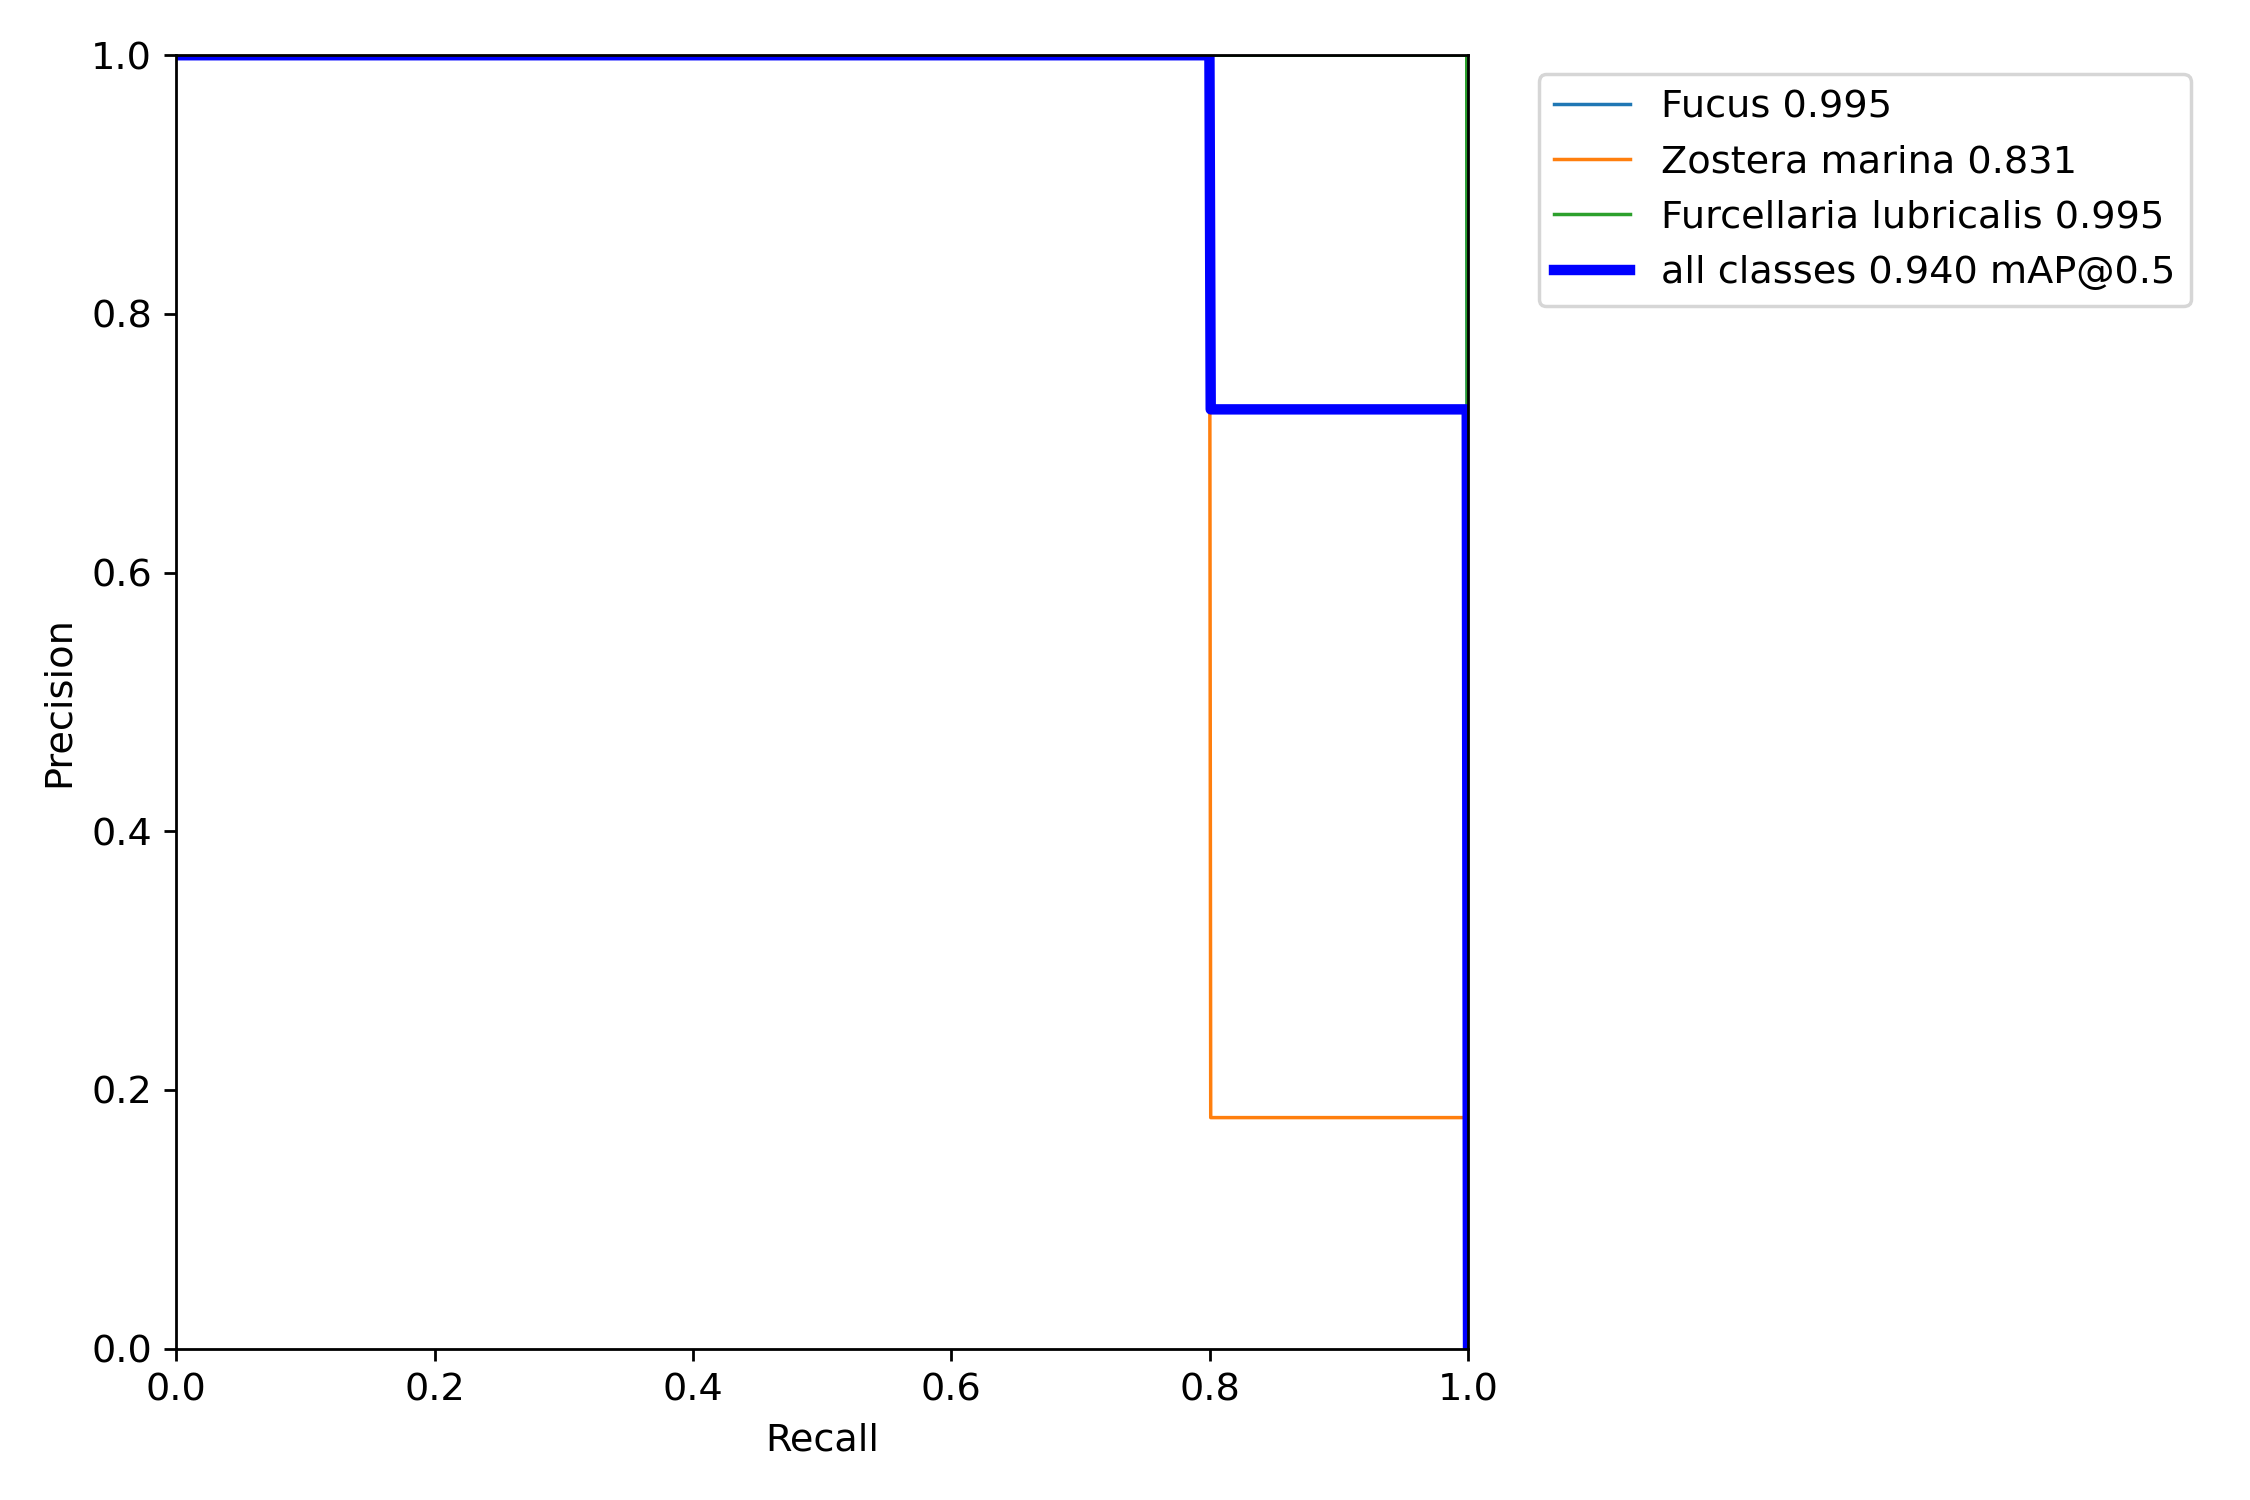 1.0
0.8
0.6
0.4
0.2
0.0
0.0 0.2 0.4 0.6 0.8 1.0
Precision
Recall
Fucus 0.995
Zostera marina 0.831
Furcellaria lubricalis 0.995
all classes 0.940 mAP@0.5